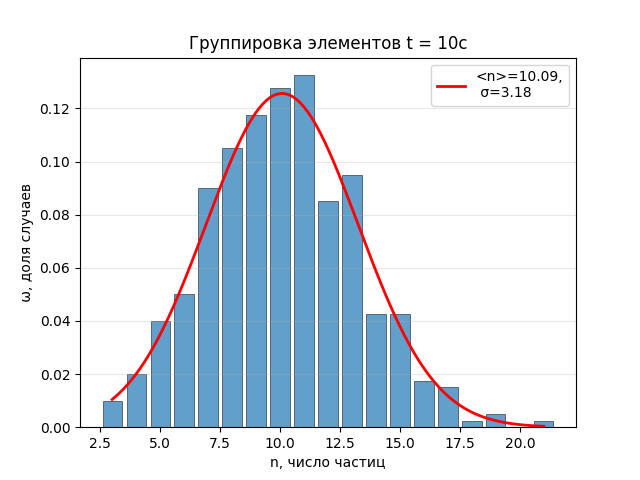 Группировка элементов t = 10с
<n>=10.09,
σ=3.18
ω, доля случаев
0.12
0.10
0.08
0.06
0.04
0.02
0.00
2.5 5.0 7.5 10.0 12.5 15.0 17.5 20.0
n, число частиц